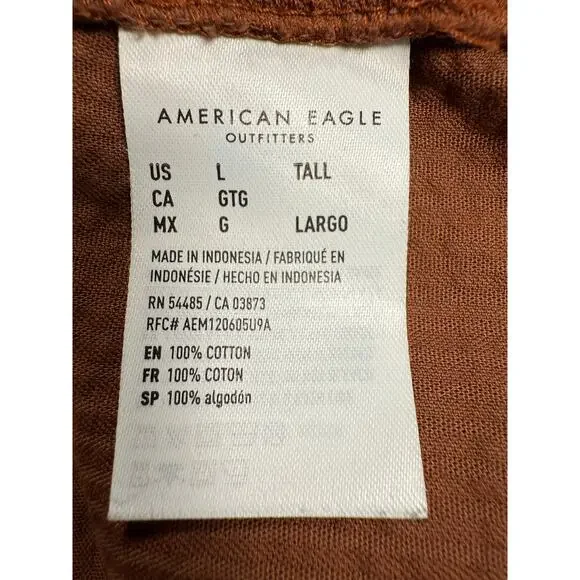 AMERICAN EAGLE
OUTFITTERS
US L TALL
CA GTG
MX G LARGO
MADE IN INDONESIA / FABRIQUÉ EN
INDONÉSIE / HECHO EN INDONESIA
RN 54485 / CA 03873
RFC# AEM120605U9A
EN 100% COTTON
FR 100% COTON
SP 100% algodón